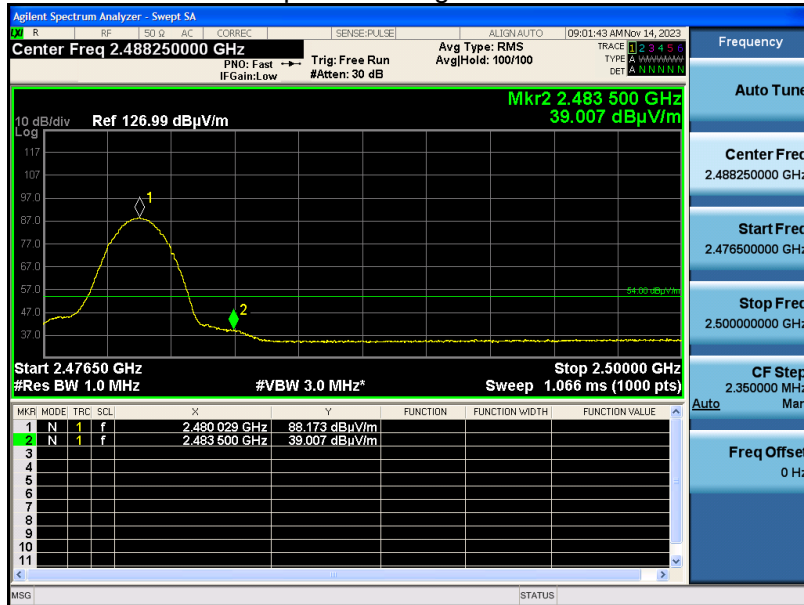 Agilent Spectrum Analyzer - Swept SA
LXI R RF 50 Ω AC CORREC SENSE:PULSE ALIGN AUTO 09:01:43 AM Nov 14, 2023
Center Freq 2.488250000 GHz
PNO: Fast
IFGain:Low
Trig: Free Run
#Atten: 30 dB
Avg Type: RMS
Avg|Hold: 100/100
TRACE 1 2 3 4 5 6
TYPE A
DET A N N N N N
Mkr2 2.483 500 GHz
39.007 dBμV/m
10 dB/div Ref 126.99 dBμV/m
Log
117
107
97.0
87.0
77.0
67.0
57.0
47.0
37.0
1
2
54.00 dBμV/m
Start 2.47650 GHz Stop 2.50000 GHz
#Res BW 1.0 MHz #VBW 3.0 MHz* Sweep 1.066 ms (1000 pts)
MKR MODE TRC SCL X Y FUNCTION FUNCTION WIDTH FUNCTION VALUE
1 N 1 f 2.480 029 GHz 88.173 dBμV/m
2 N 1 f 2.483 500 GHz 39.007 dBμV/m
3
4
5
6
7
8
9
10
11
MSG STATUS
Frequency
Auto Tune
Center Freq
2.488250000 GHz
Start Freq
2.476500000 GHz
Stop Freq
2.500000000 GHz
CF Step
2.350000 MHz
Auto Man
Freq Offset
0 Hz